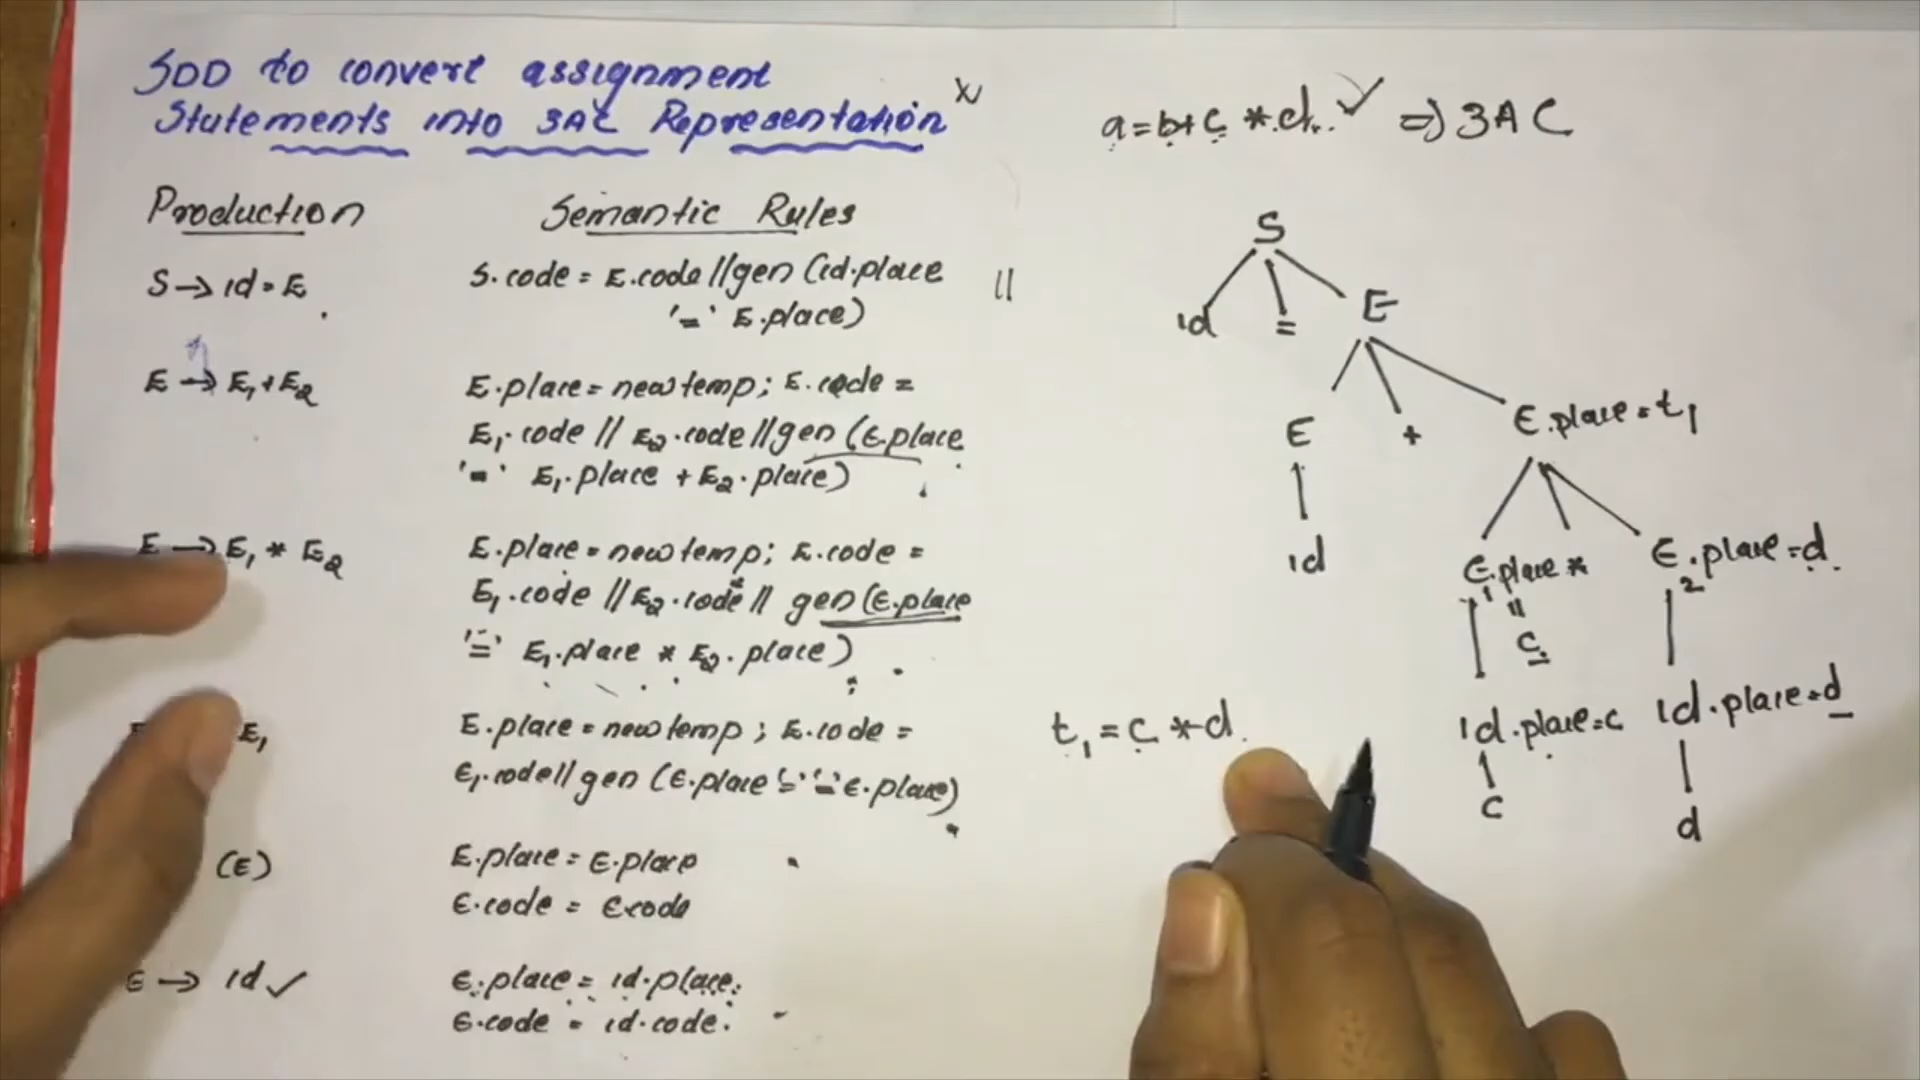 SDD to convert assignment
Statements into 3AC Representation
Production
Semantic Rules
S → id = E
S.code = E.code // gen (id.place
'=' E.place)
E → E1 + E2
E.place = newtemp; E.code =
E1.code // E2.code // gen (E.place
'=' E1.place + E2.place)
E → E1 * E2
E.place = newtemp; E.code =
E1.code // E2.code // gen (E.place
'=' E1.place * E2.place)
E1
E.place = newtemp; E.code =
E1.code // gen (E.place '=' '-' E.place)
(E)
E.place = E.place
E.code = E.code
E → id ✓
E.place = id.place.
E.code = id.code.
a = b + c * d ✓ ⇒ 3AC
||
S
id = E
E + E.place = t1
id
E1.place * E2.place = d
||
c
id.place = c id.place = d
c d
t1 = c * d